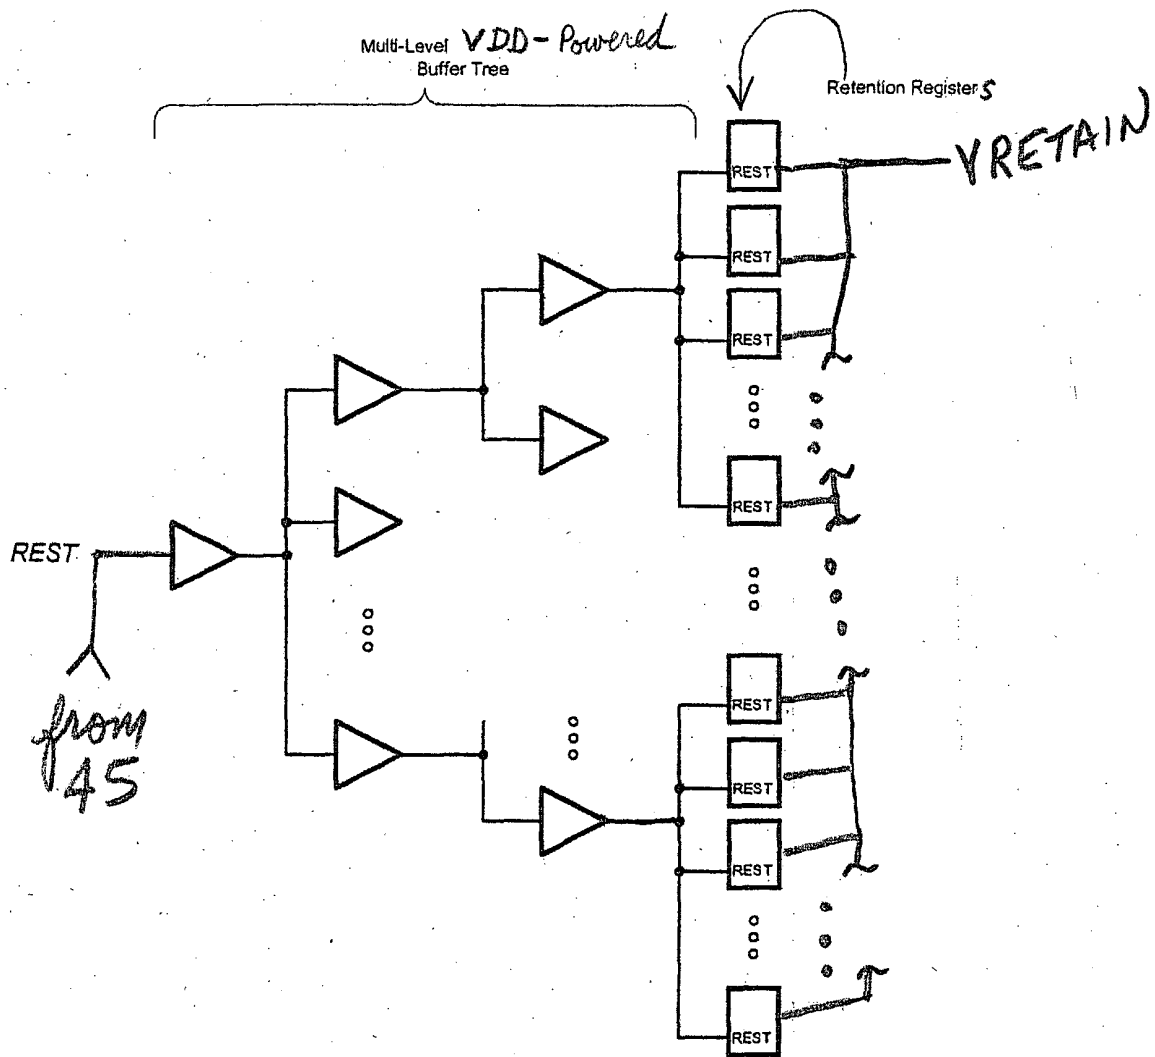 Multi-Level VDD-Powered
Buffer Tree
Retention Registers
VRETAIN
REST
REST
REST
REST
REST
from
45
REST
REST
REST
REST